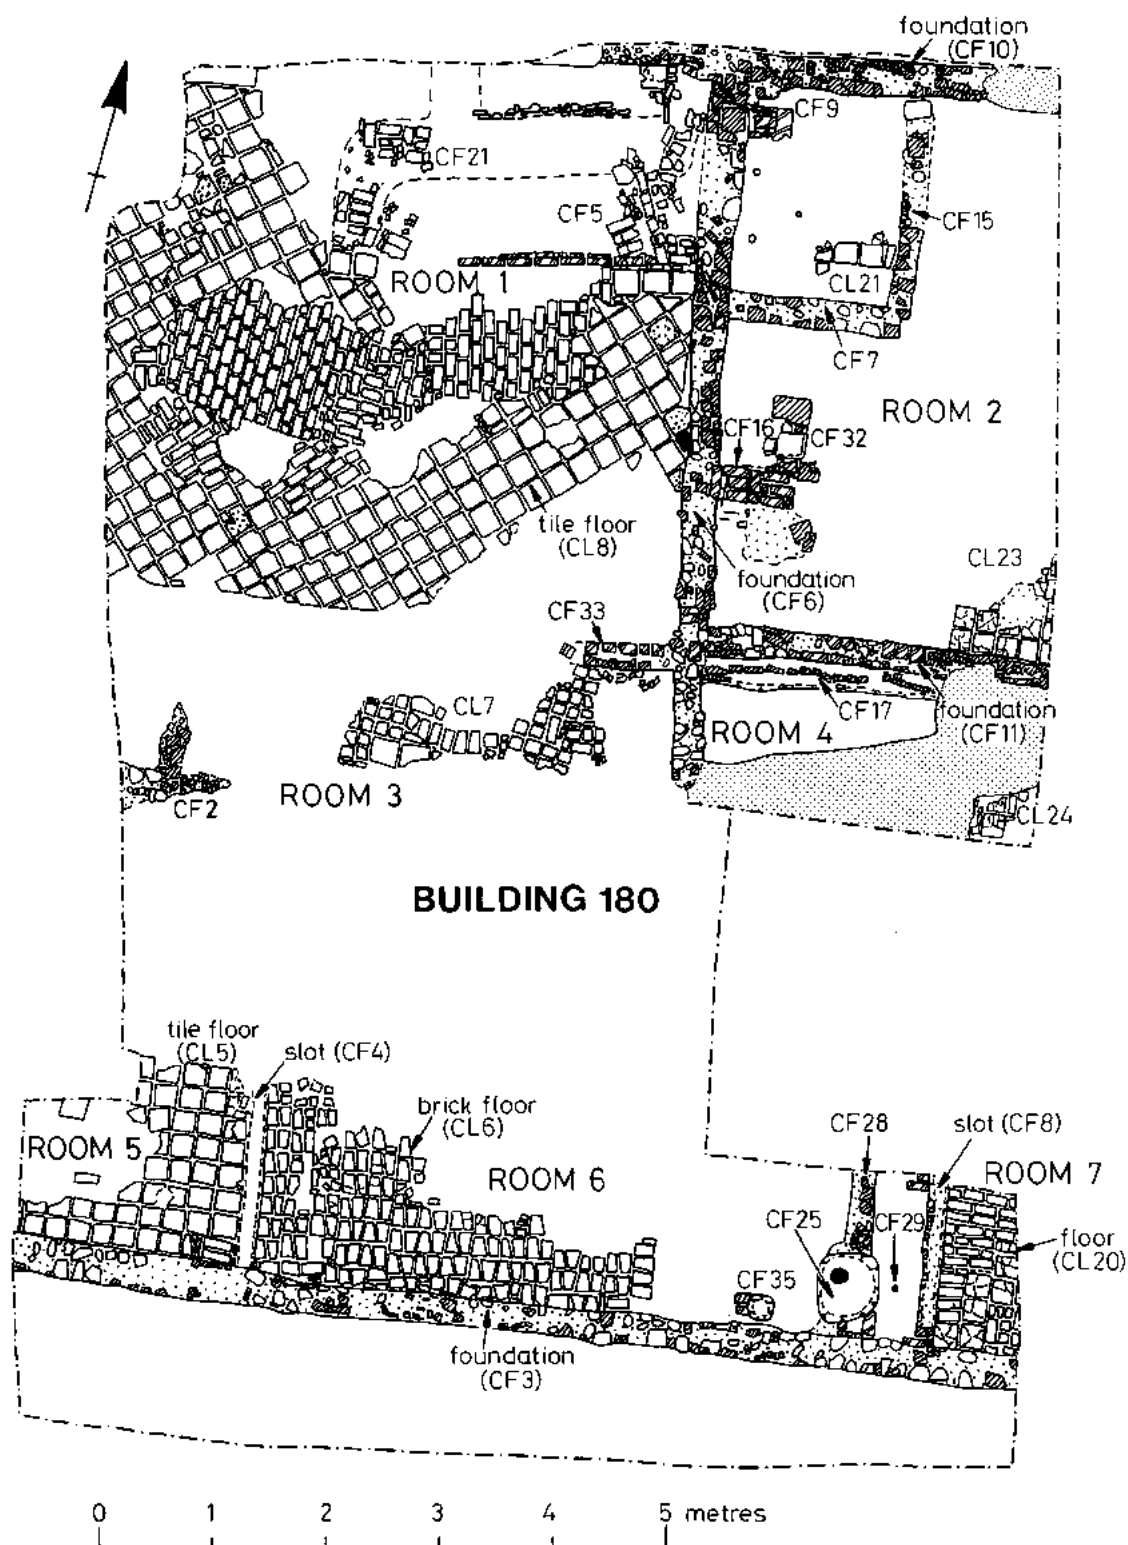 foundation
(CF10)
CF9
CF21
CF5
CF15
ROOM 1
CL21
CF7
ROOM 2
CF16
CF32
tile floor
(CL8)
CL23
foundation
(CF6)
CF33
CL7
CF17
foundation
(CF11)
ROOM 4
ROOM 3
CF2
CL24
BUILDING 180
tile floor
(CL5)
slot (CF4)
brick floor
(CL6)
CF28
slot (CF8)
ROOM 5
ROOM 6
ROOM 7
CF25
CF29
floor
(CL20)
CF35
foundation
(CF3)
0 1 2 3 4 5 metres